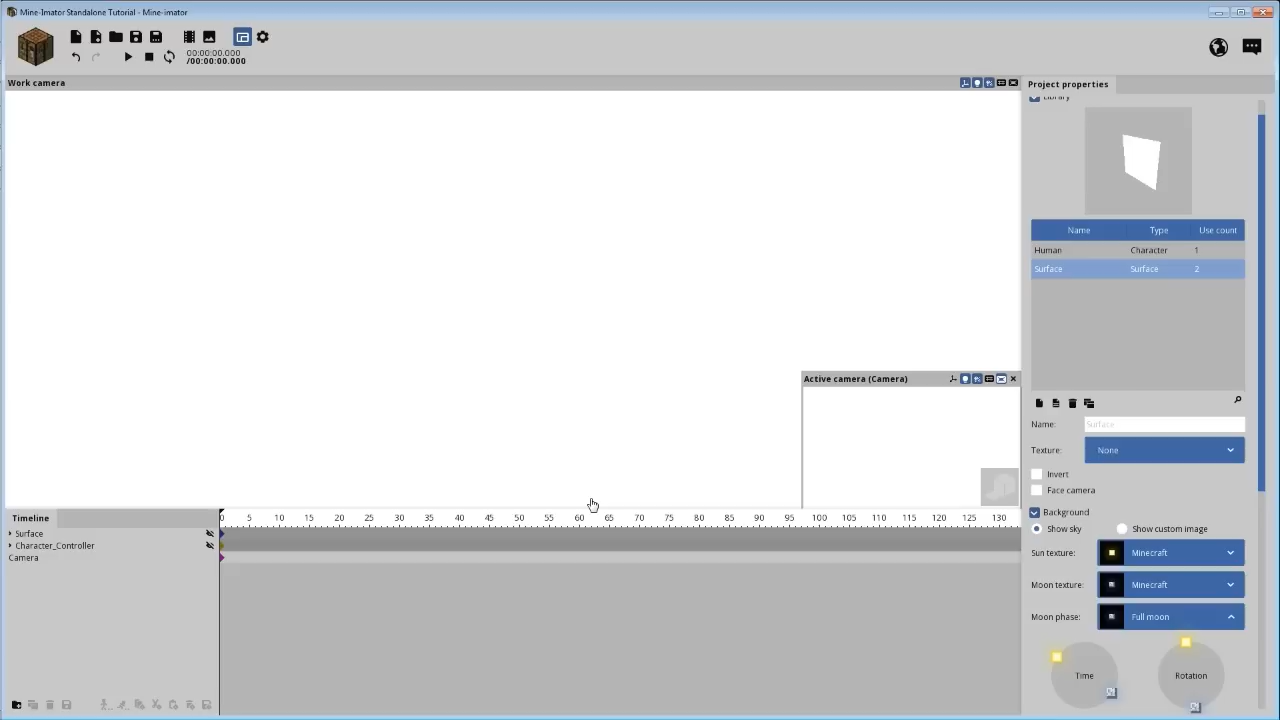 Mine-Imator Standalone Tutorial - Mine-imator
00:00:00.000
/00:00:00.000
Work camera
Project properties
Library
Name Type Use count
Human Character 1
Surface Surface 2
Active camera (Camera)
Name: Surface
Texture: None
Invert
Face camera
Background
Show sky Show custom image
Sun texture: Minecraft
Moon texture: Minecraft
Moon phase: Full moon
Time Rotation
Timeline
0 5 10 15 20 25 30 35 40 45 50 55 60 65 70 75 80 85 90 95 100 105 110 115 120 125 130
Surface
Character_Controller
Camera